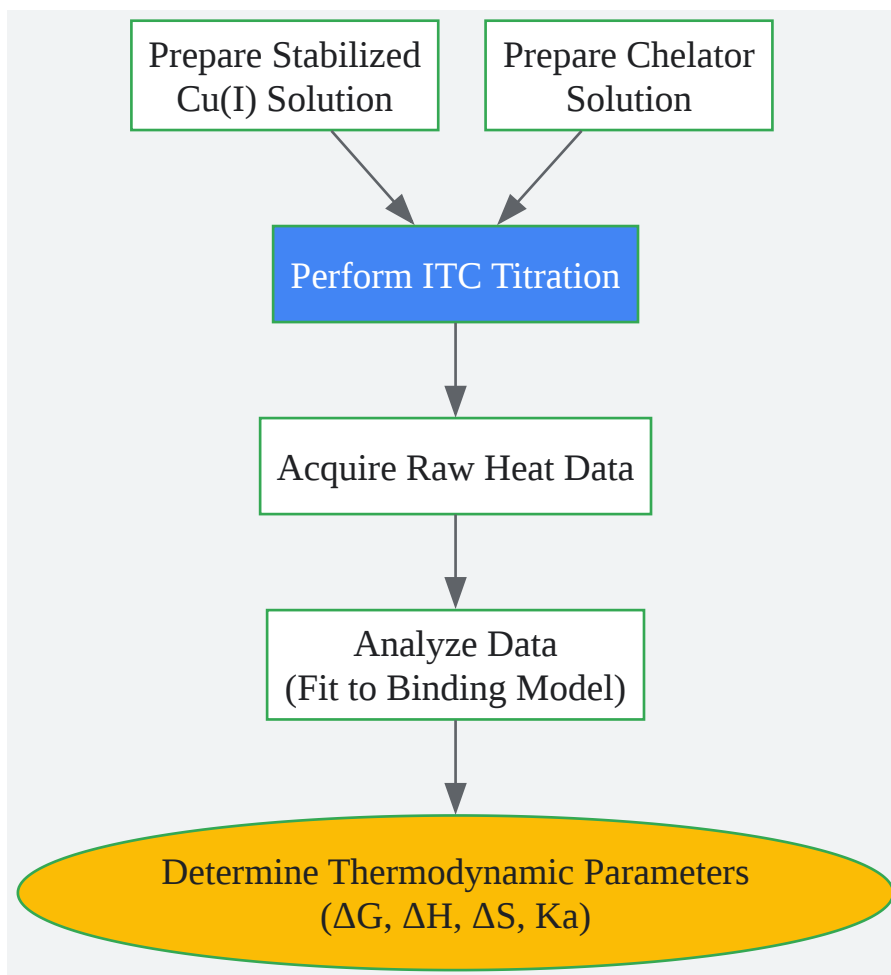 Prepare Stabilized
Cu(I) Solution
Prepare Chelator
Solution
Perform ITC Titration
Acquire Raw Heat Data
Analyze Data
(Fit to Binding Model)
Determine Thermodynamic Parameters
(ΔG, ΔH, ΔS, Ka)